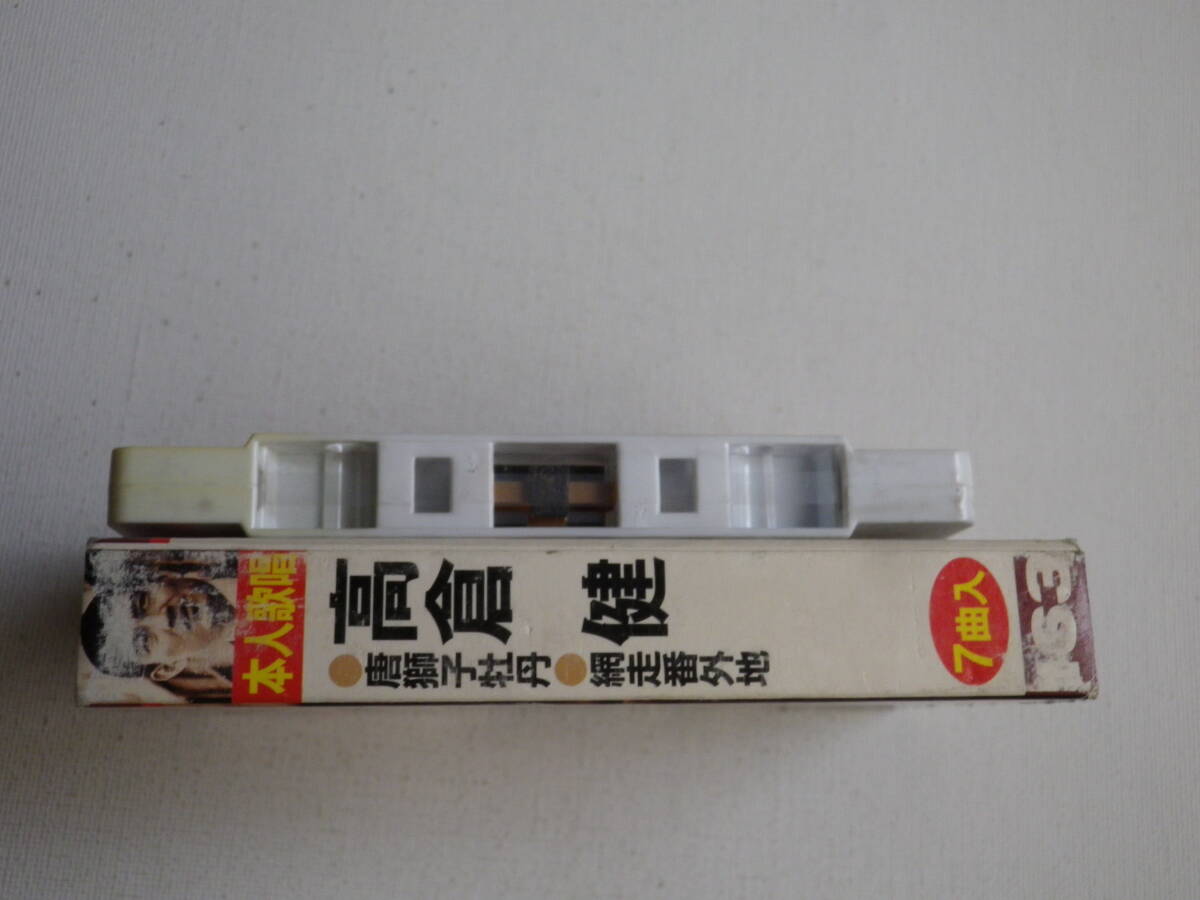 本人歌唱
高倉 健
●唐獅子牡丹 ●網走番外地
7曲入